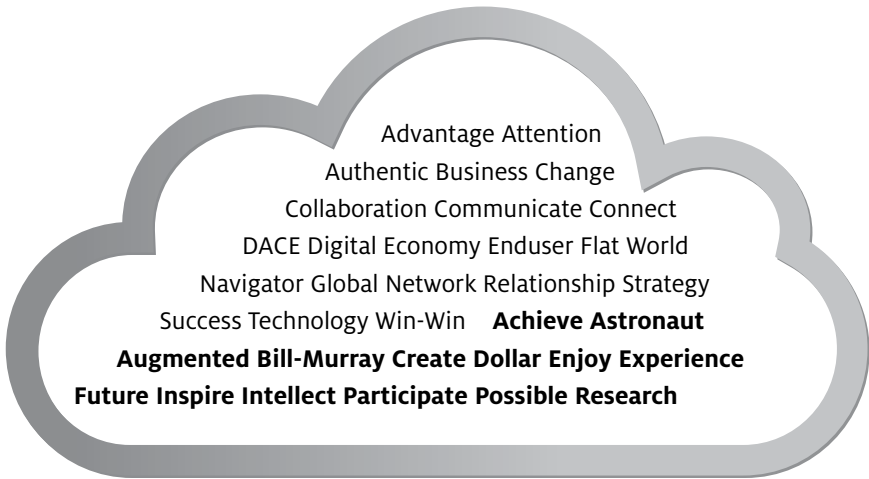 Advantage Attention
Authentic Business Change
Collaboration Communicate Connect
DACE Digital Economy Enduser Flat World
Navigator Global Network Relationship Strategy
Success Technology Win-Win Achieve Astronaut
Augmented Bill-Murray Create Dollar Enjoy Experience
Future Inspire Intellect Participate Possible Research